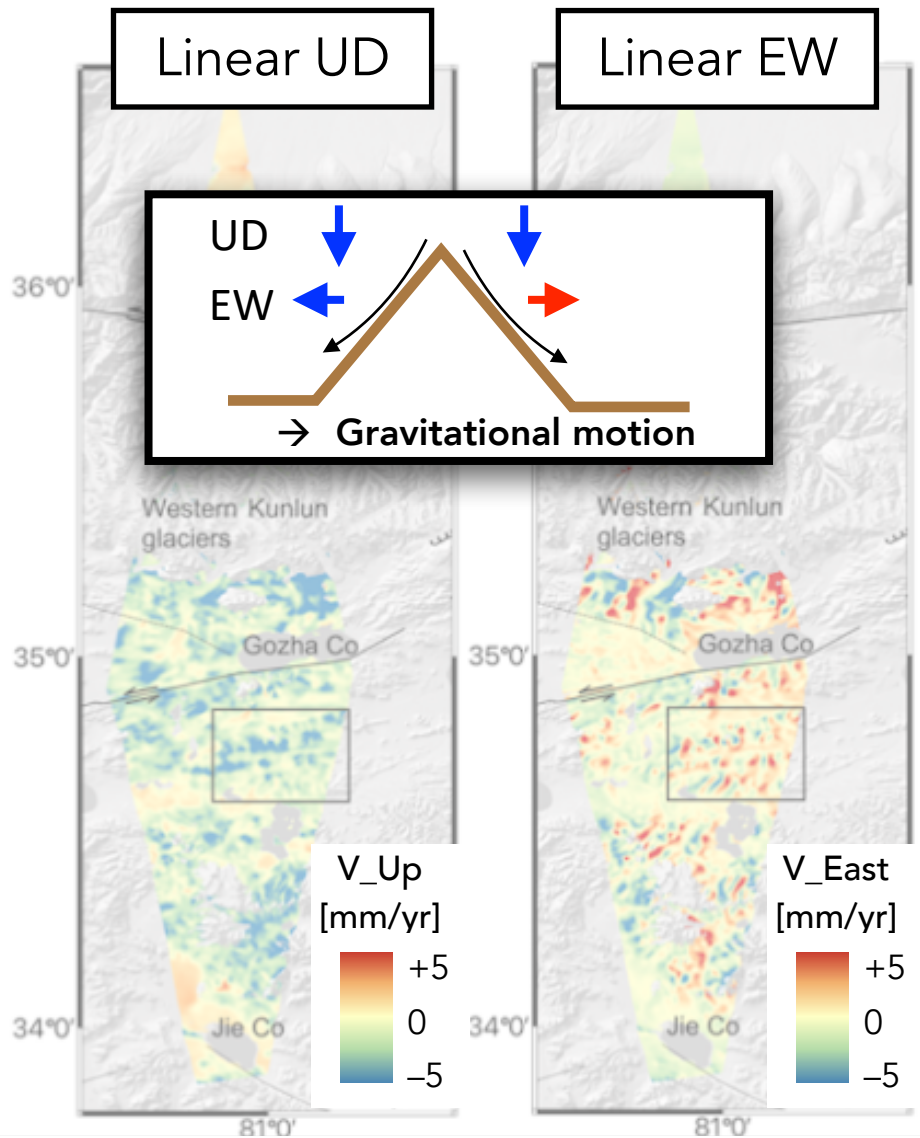 Linear UD
Linear EW
UD
EW
→ Gravitational motion
36°0′
Western Kunlun
glaciers
Western Kunlun
glaciers
35°0′
Gozha Co
35°0′
Gozha Co
V_Up
[mm/yr]
+5
0
–5
V_East
[mm/yr]
+5
0
–5
34°0′
Jie Co
34°0′
Jie Co
81°0′
81°0′